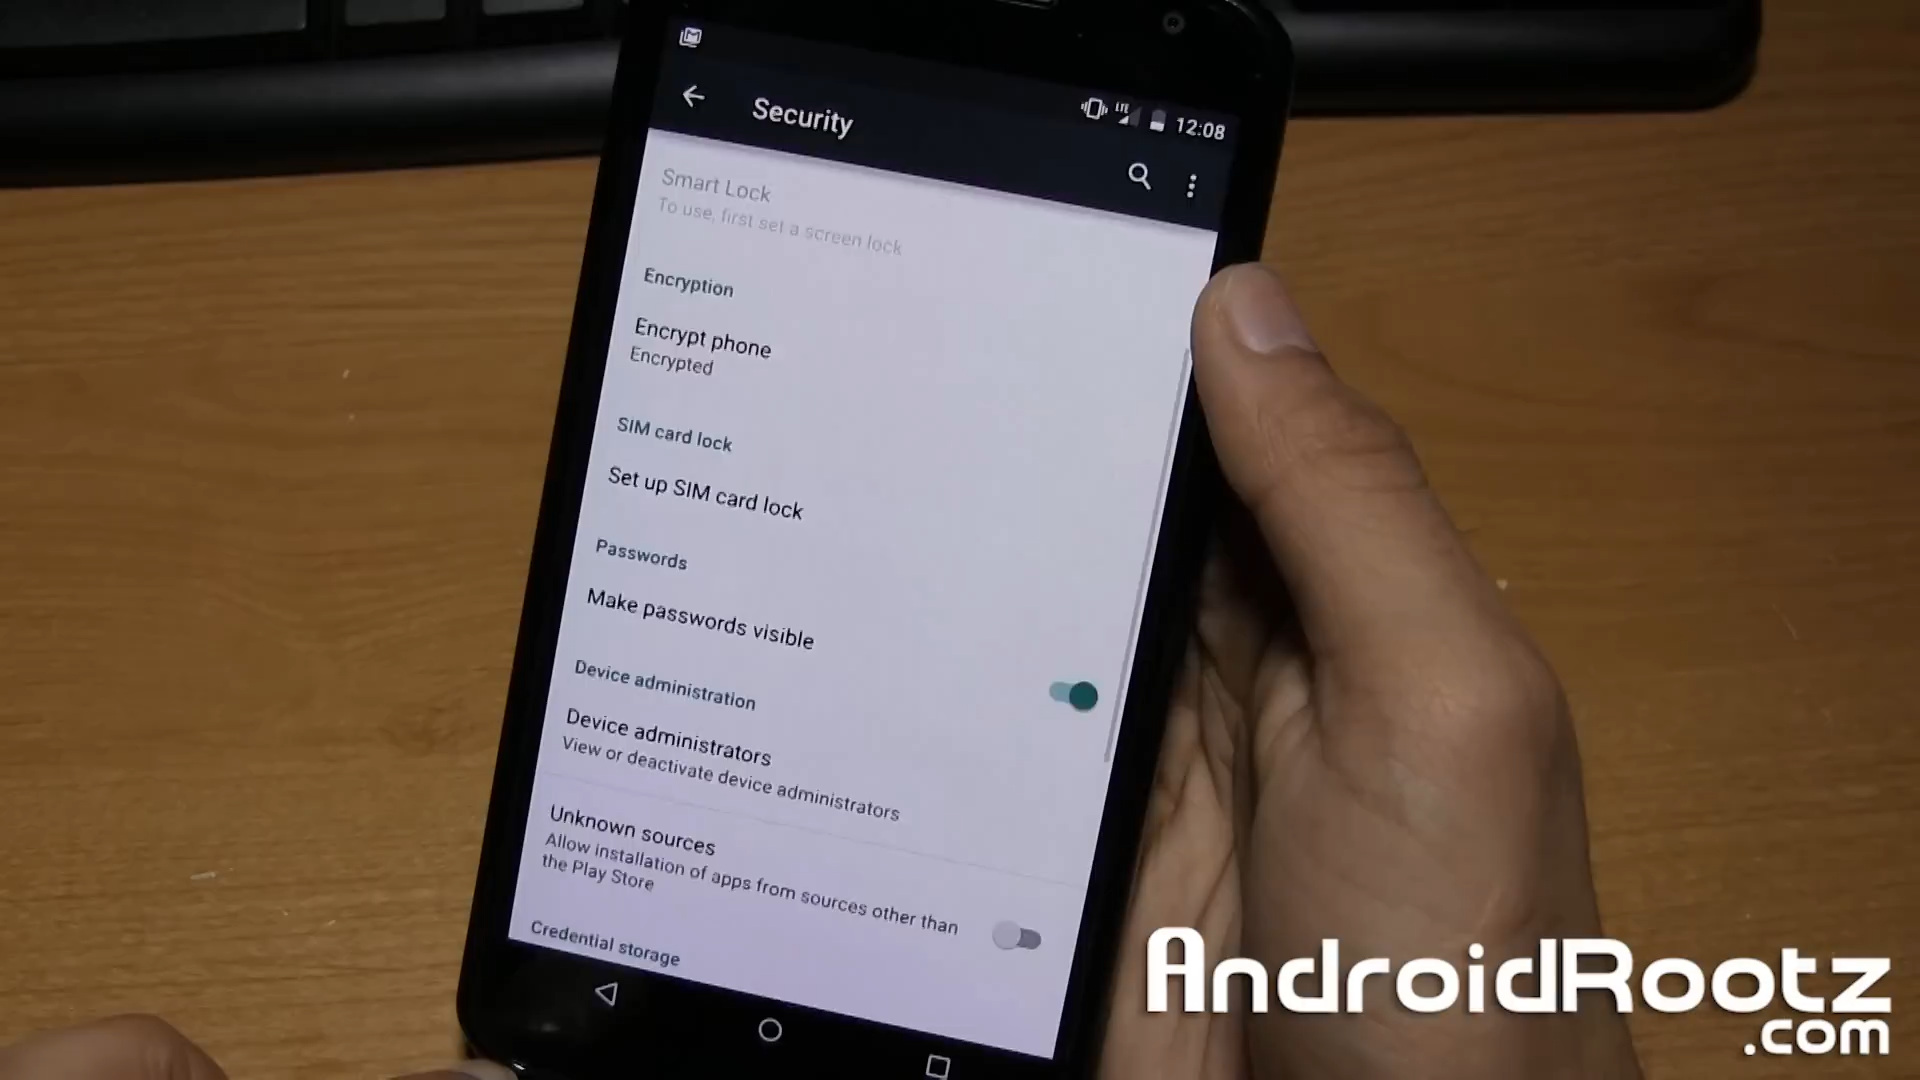 LTE 12:08
Security
Smart Lock
To use, first set a screen lock
Encryption
Encrypt phone
Encrypted
SIM card lock
Set up SIM card lock
Passwords
Make passwords visible
Device administration
Device administrators
View or deactivate device administrators
Unknown sources
Allow installation of apps from sources other than
the Play Store
Credential storage
AndroidRootz
.com